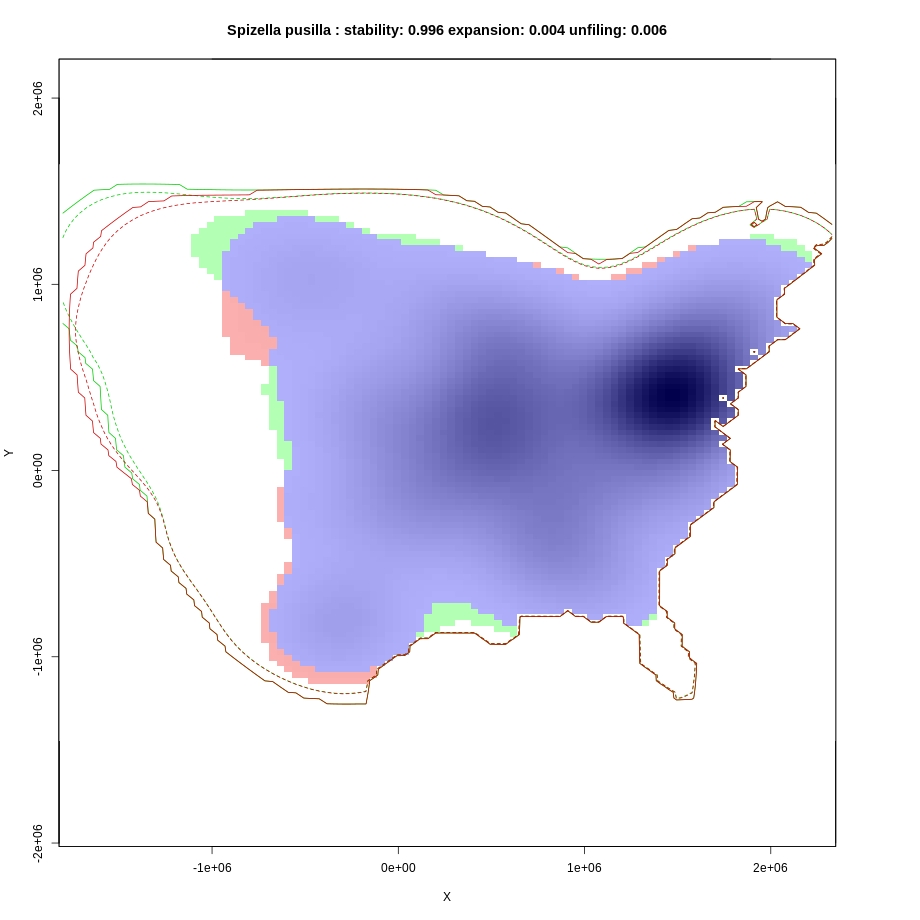 Spizella pusilla : stability: 0.996 expansion: 0.004 unfiling: 0.006
2e+06
1e+06
0e+00
-1e+06
-2e+06
Y
-1e+06 0e+00 1e+06 2e+06
X